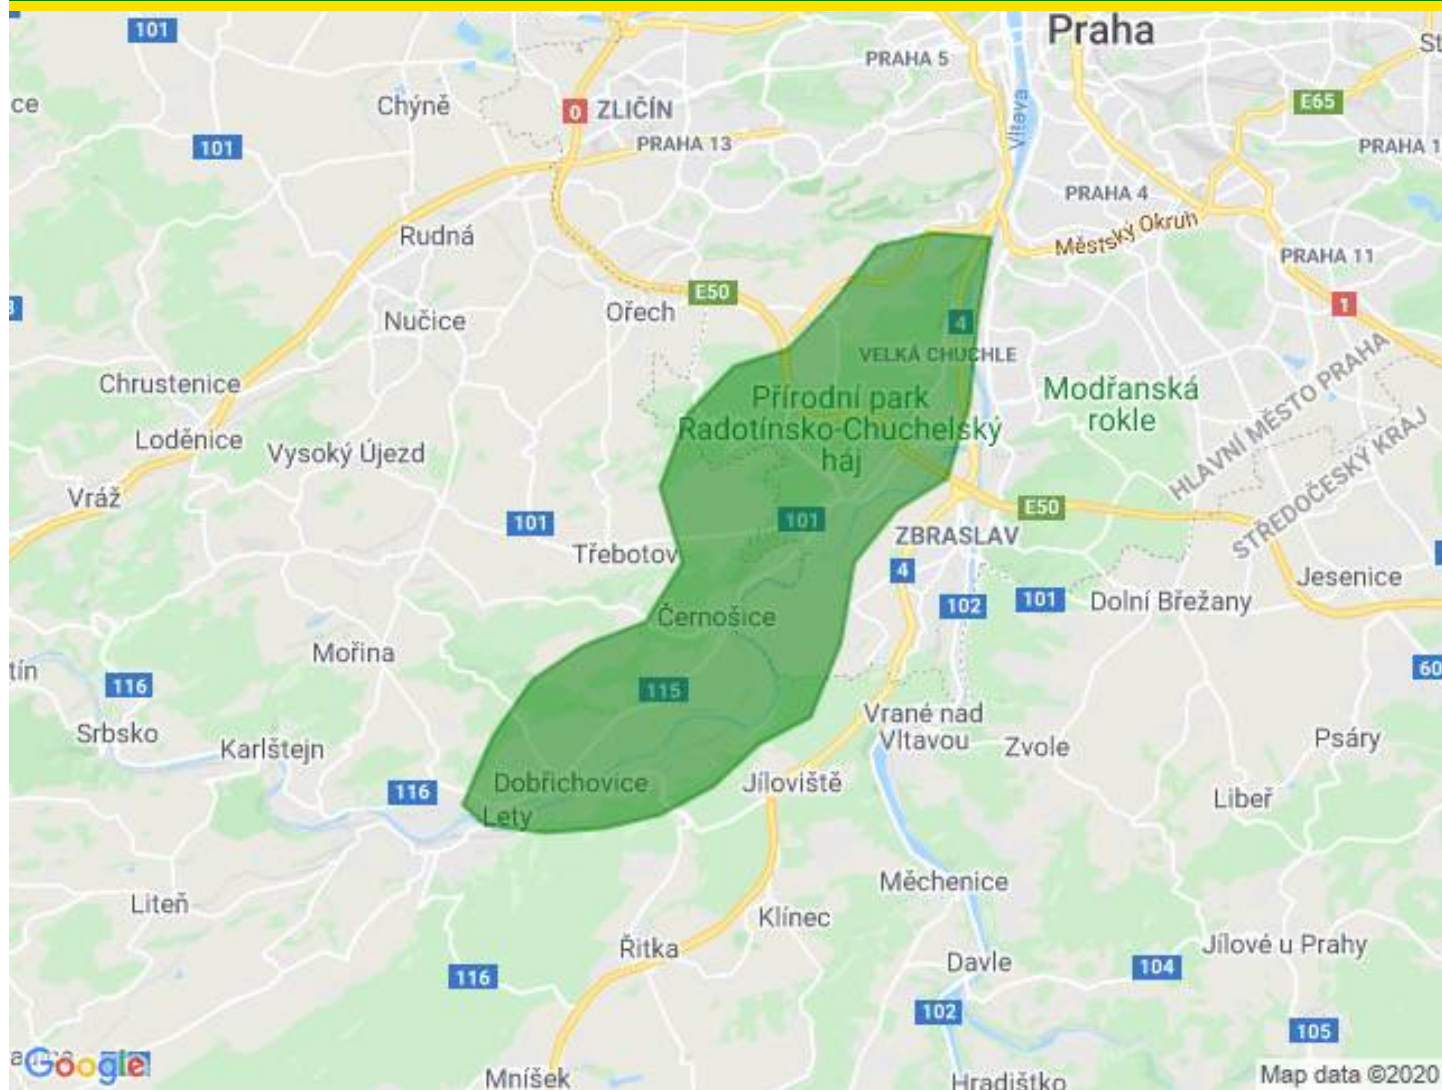 Praha
101
St
PRAHA 5
ce
Chýně
0
ZLIČÍN
E65
Vltava
101
PRAHA 13
PRAHA 1
PRAHA 4
Městský Okruh
Rudná
PRAHA 11
E50
1
Ořech
Nučice
4
VELKÁ CHUCHLE
Chrustenice
Přírodní park
Radotínsko-Chuchelský
háj
Modřanská
rokle
HLAVNÍ MĚSTO PRAHA
STŘEDOČESKÝ KRAJ
Loděnice
Vysoký Újezd
Vráž
101
101
E50
ZBRASLAV
Třebotov
4
Jesenice
102
101
Dolní Břežany
Černošice
Mořina
tín
60
116
115
Srbsko
Karlštejn
Vrané nad
Vltavou
Zvole
Psáry
116
Dobřichovice
Jíloviště
Libeř
Lety
Měchenice
Liteň
Klínec
Řitka
Jílové u Prahy
116
Davle
104
102
105
Google
Mníšek
Hradištko
Map data ©2020